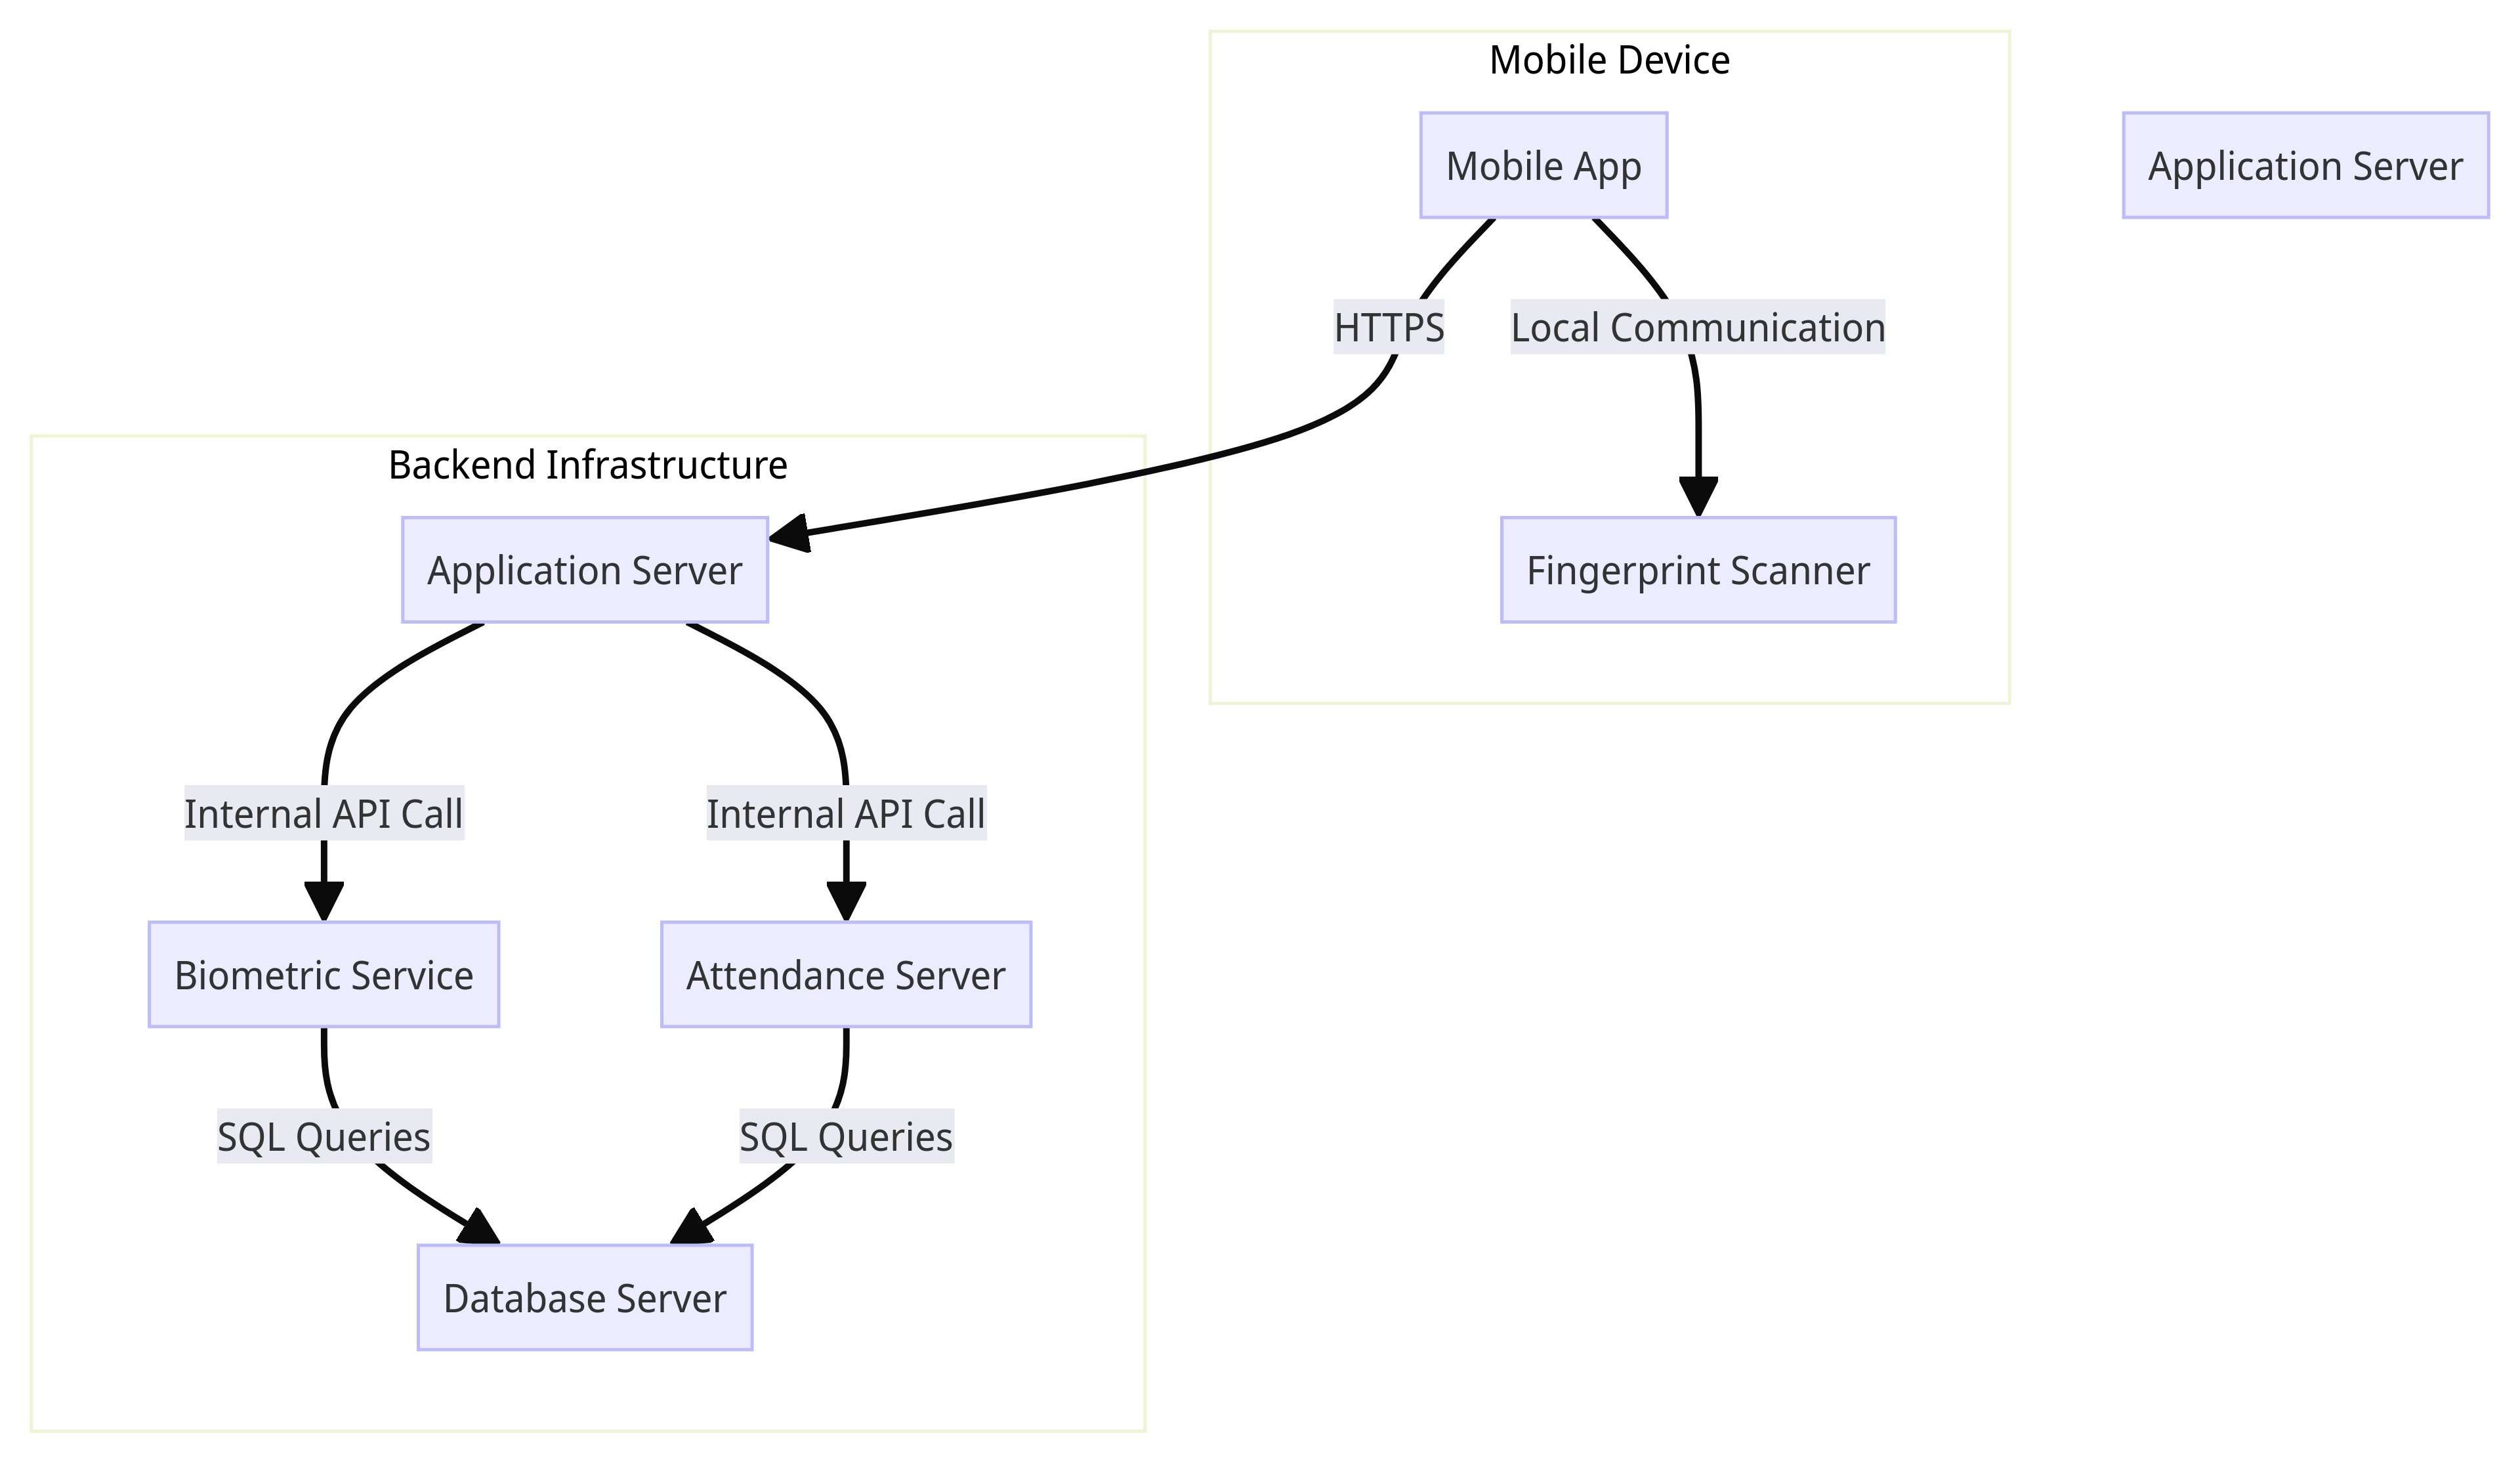 Mobile Device
Mobile App
Application Server
HTTPS
Local Communication
Backend Infrastructure
Application Server
Fingerprint Scanner
Internal API Call
Internal API Call
Biometric Service
Attendance Server
SQL Queries
SQL Queries
Database Server